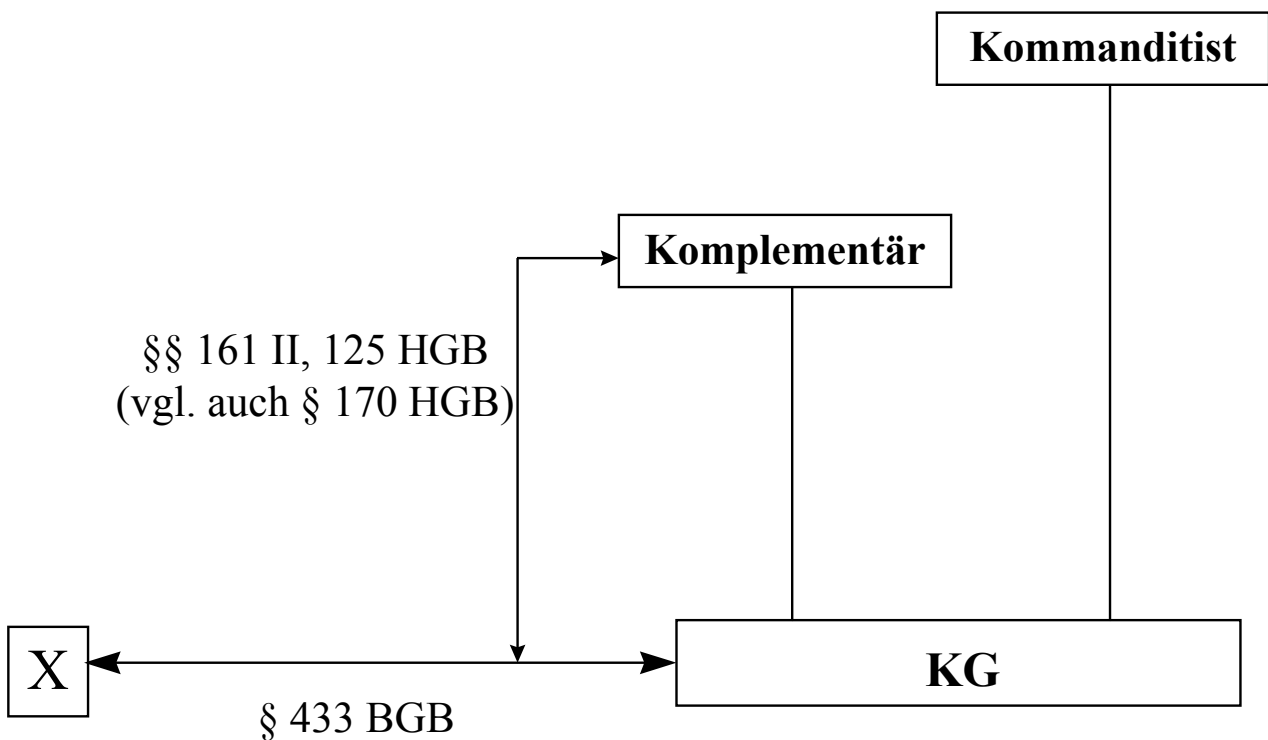 Kommanditist
Komplementär
§§ 161 II, 125 HGB
(vgl. auch § 170 HGB)
X
KG
§ 433 BGB